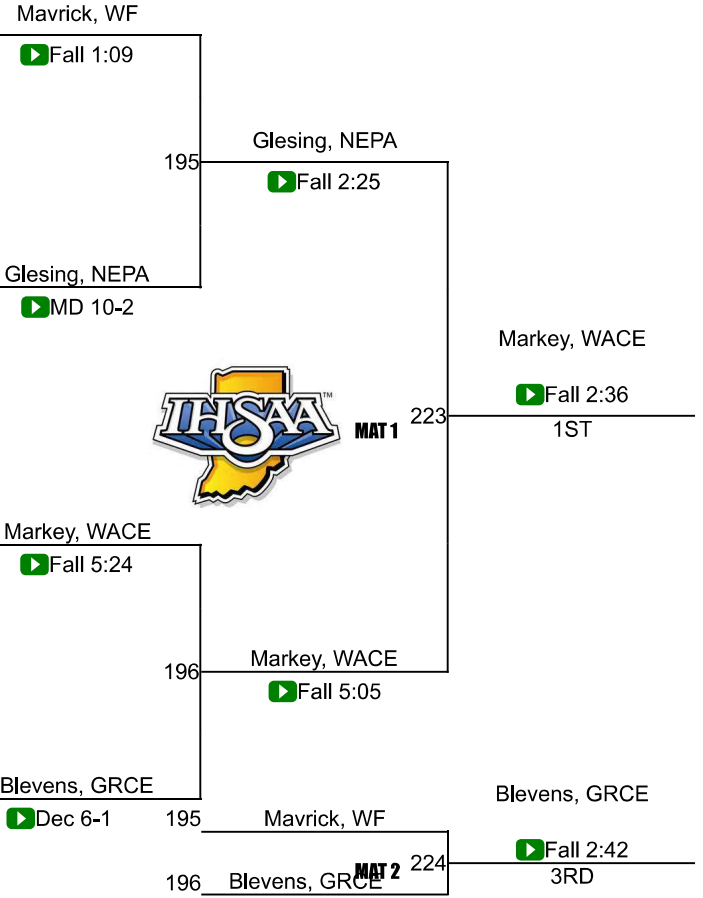 Mavrick, WF
Fall 1:09
Glesing, NEPA
195
Fall 2:25
Glesing, NEPA
MD 10-2
Markey, WACE
Fall 2:36
IHSAA™
MAT 1
223
1ST
Markey, WACE
Fall 5:24
Markey, WACE
196
Fall 5:05
Blevens, GRCE
Dec 6-1
Blevens, GRCE
195
Mavrick, WF
Fall 2:42
MAT 2
224
3RD
196
Blevens, GRCE